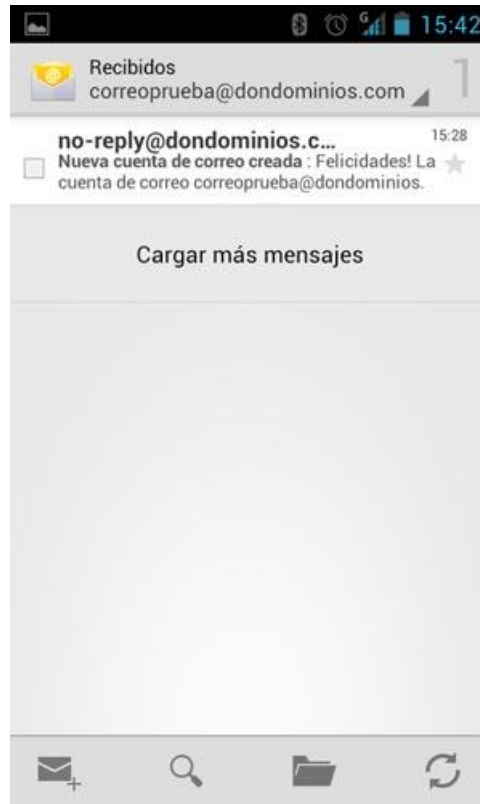 15:42
Recibidos
correoprueba@dondominios.com
1
no-reply@dondominios.c...
15:28
Nueva cuenta de correo creada : Felicidades! La
cuenta de correo correoprueba@dondominios.
Cargar más mensajes